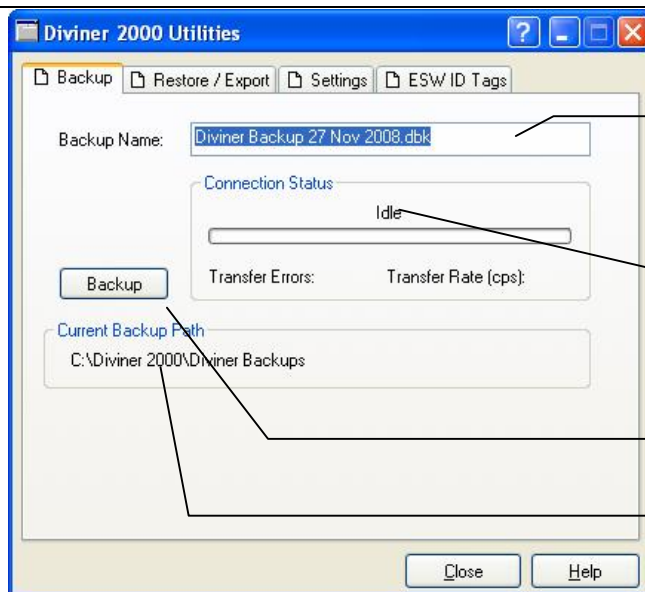 Diviner 2000 Utilities
Backup Restore / Export Settings ESW ID Tags
Backup Name: Diviner Backup 27 Nov 2008.dbk
Connection Status
Idle
Transfer Errors: Transfer Rate (cps):
Backup
Current Backup Path
C:\Diviner 2000\Diviner Backups
Close Help